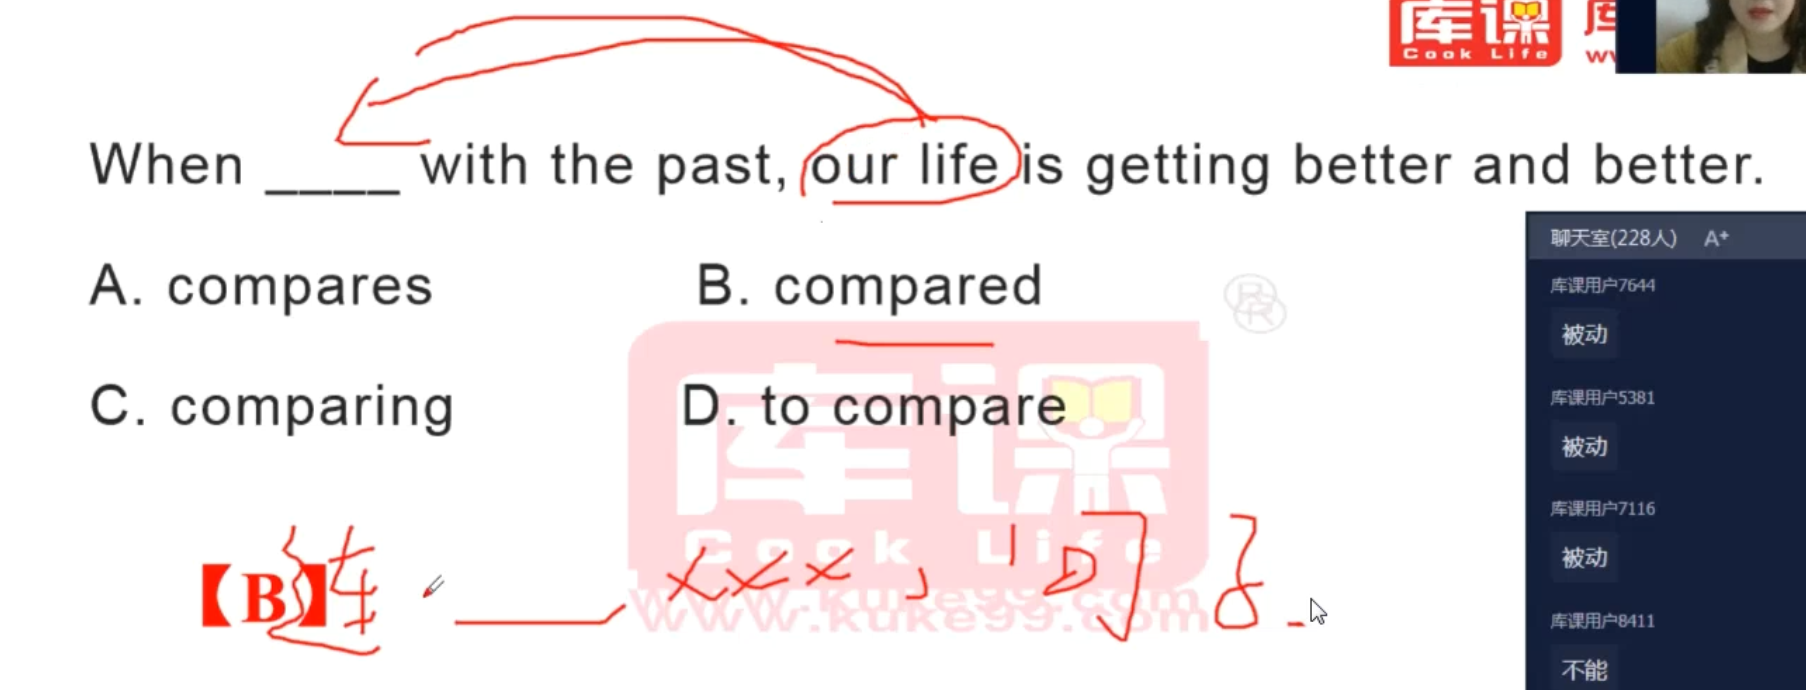 库课
Cook Life
When ____ with the past, our life is getting better and better.
A. compares
B. compared
C. comparing
D. to compare
【B】连 ____ xxx , 句子.
库课
Cook Life
www.kuke99.com
聊天室(228人) A+
库课用户7644
被动
库课用户5381
被动
库课用户7116
被动
库课用户8411
不能